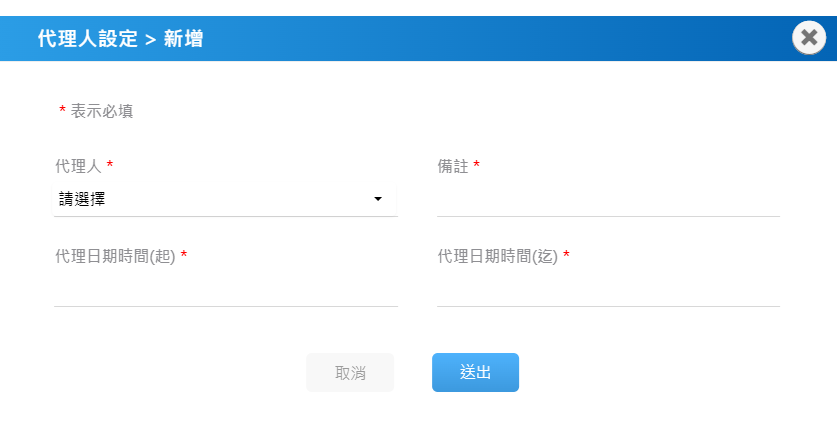 代理人設定 > 新增
* 表示必填
代理人 *
備註 *
請選擇
代理日期時間(起) *
代理日期時間(迄) *
取消
送出